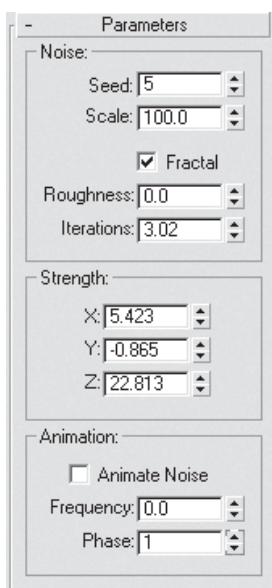 - Parameters
Noise:
Seed: 5
Scale: 100.0
Fractal
Roughness: 0.0
Iterations: 3.02
Strength:
X: 5.423
Y: -0.865
Z: 22.813
Animation:
Animate Noise
Frequency: 0.0
Phase: 1